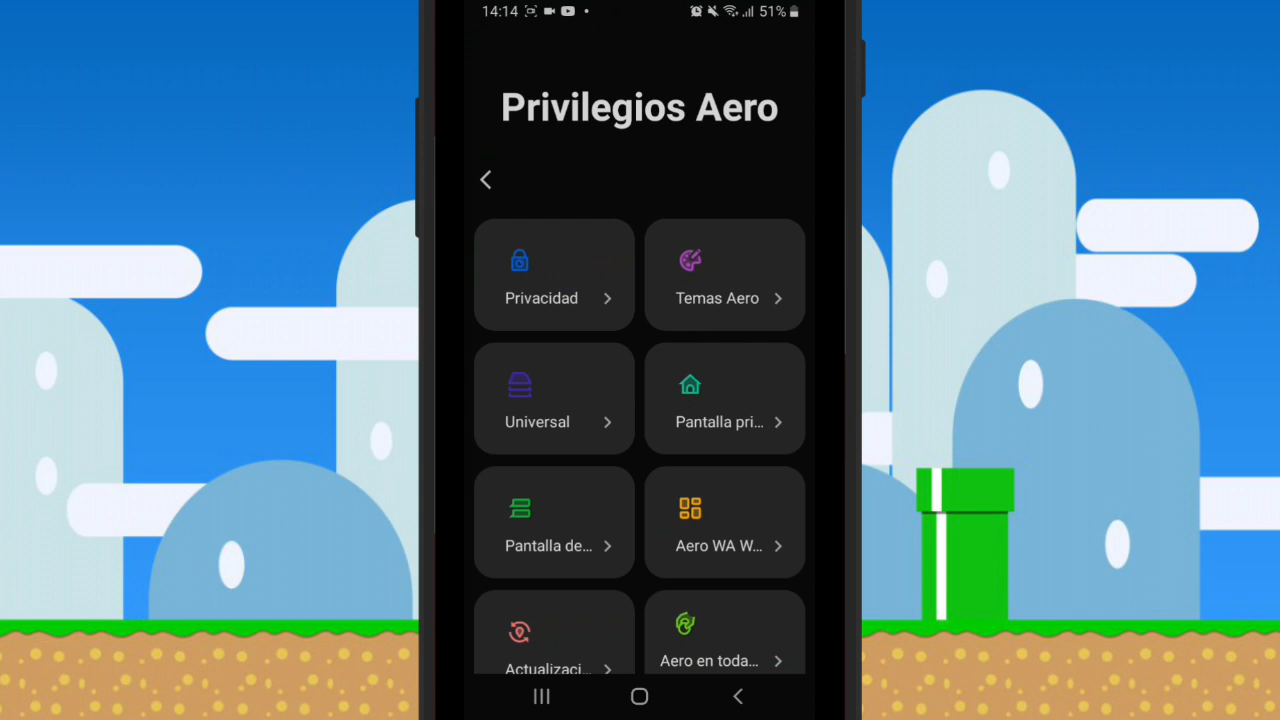 14:14
51%
Privilegios Aero
Privacidad
Temas Aero
Universal
Pantalla pri...
Pantalla de...
Aero WA W...
Actualizaci...
Aero en toda...